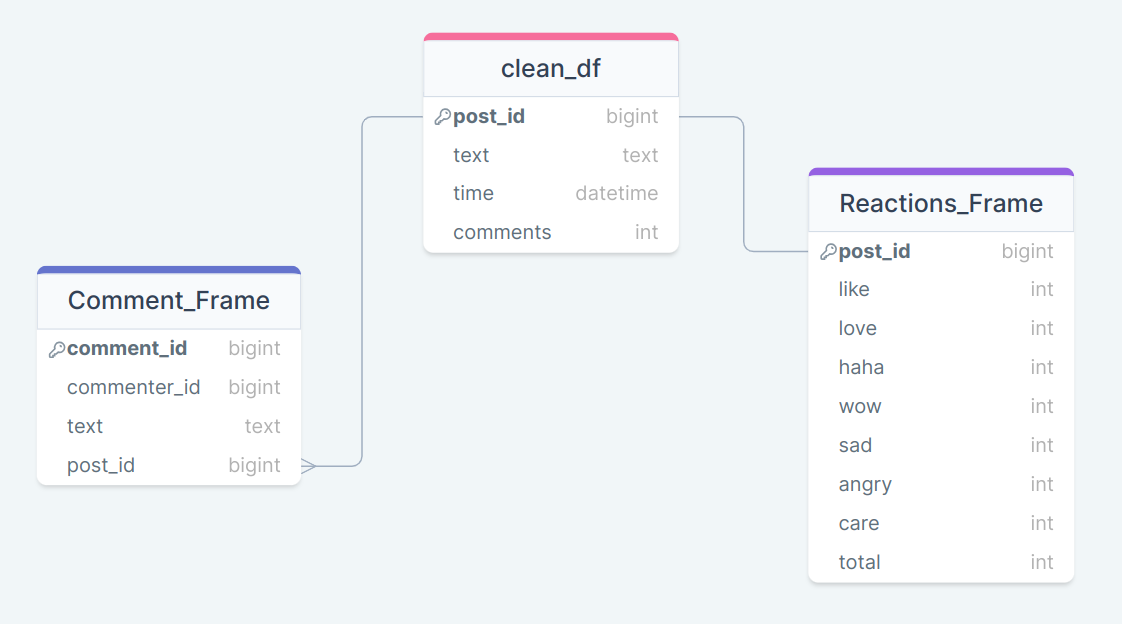 clean_df
post_id bigint
text text
time datetime
comments int
Comment_Frame
comment_id bigint
commenter_id bigint
text text
post_id bigint
Reactions_Frame
post_id bigint
like int
love int
haha int
wow int
sad int
angry int
care int
total int